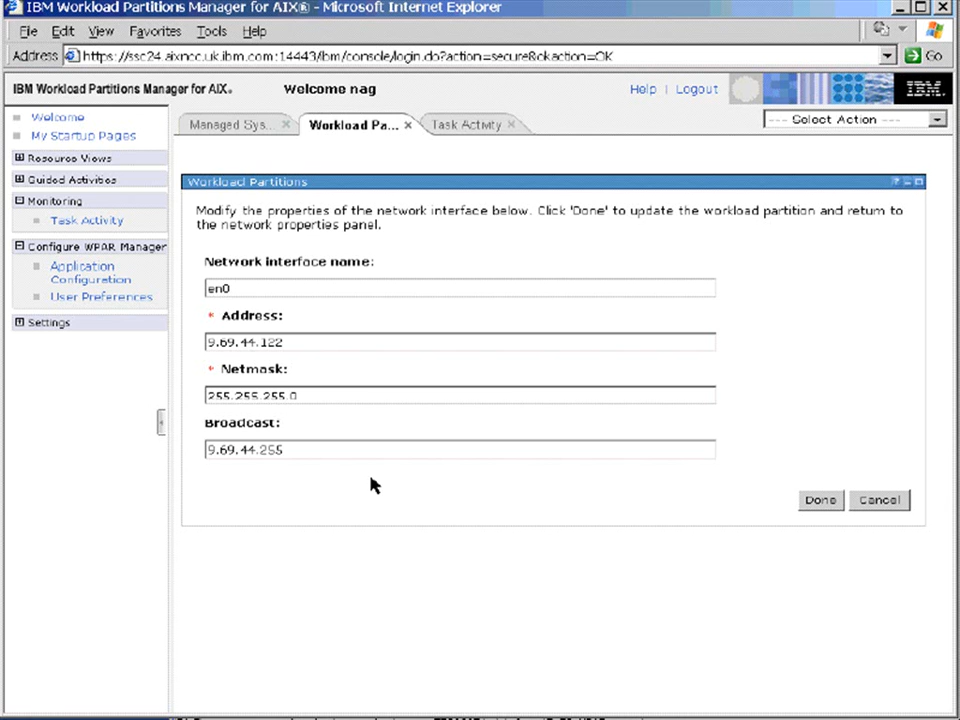 IBM Workload Partitions Manager for AIX® - Microsoft Internet Explorer
File Edit View Favorites Tools Help
Address https://ssc24.aixncc.uk.ibm.com:14443/ibm/console/login.do?action=secure&okaction=OK Go
IBM Workload Partitions Manager for AIX. Welcome nag Help | Logout IBM.
Managed Sys... × Workload Pa... × Task Activity × --- Select Action ---
Welcome
My Startup Pages
Resource Views
Guided Activities
Monitoring
Task Activity
Configure WPAR Manager
Application
Configuration
User Preferences
Settings
Workload Partitions ?
Modify the properties of the network interface below. Click 'Done' to update the workload partition and return to
the network properties panel.
Network interface name:
en0
* Address:
9.69.44.122
* Netmask:
255.255.255.0
Broadcast:
9.69.44.255
Done Cancel